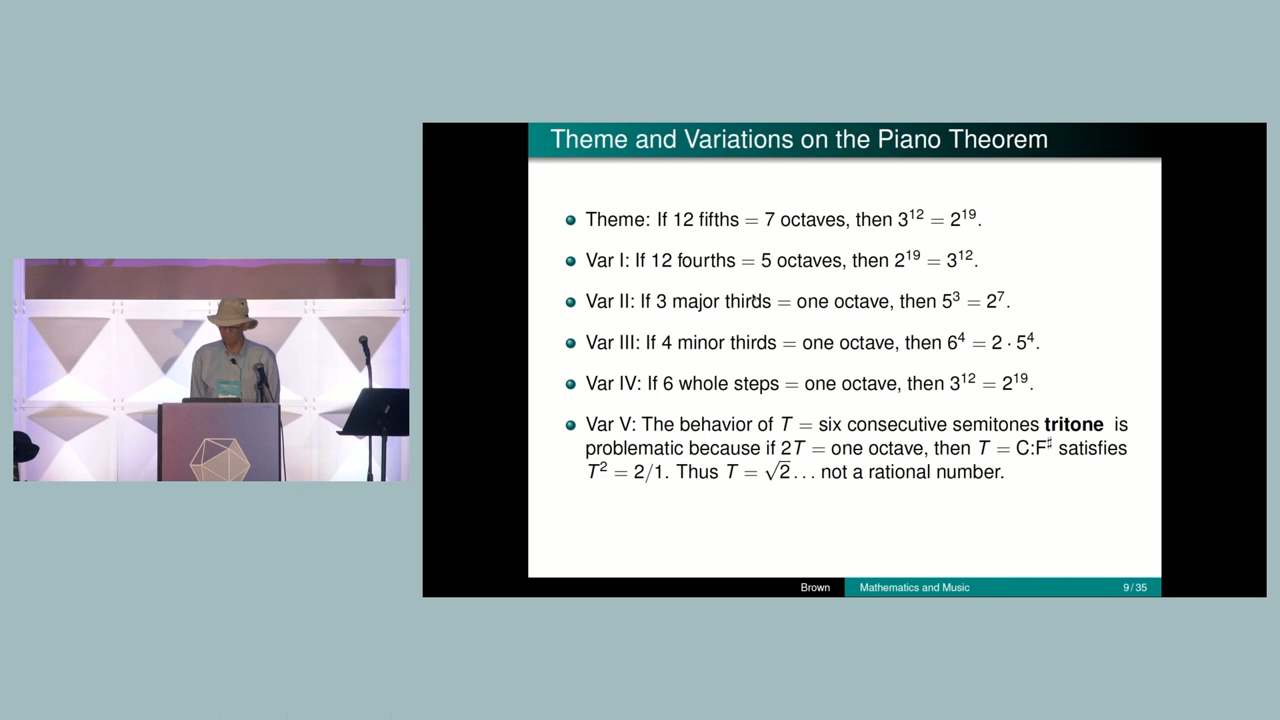 Theme and Variations on the Piano Theorem
Theme: If 12 fifths = 7 octaves, then 3¹² = 2¹⁹.
Var I: If 12 fourths = 5 octaves, then 2¹⁹ = 3¹².
Var II: If 3 major thirds = one octave, then 5³ = 2⁷.
Var III: If 4 minor thirds = one octave, then 6⁴ = 2 · 5⁴.
Var IV: If 6 whole steps = one octave, then 3¹² = 2¹⁹.
Var V: The behavior of T = six consecutive semitones tritone is
problematic because if 2T = one octave, then T = C:F♯ satisfies
T² = 2/1. Thus T = √2... not a rational number.
Brown
Mathematics and Music
9/35